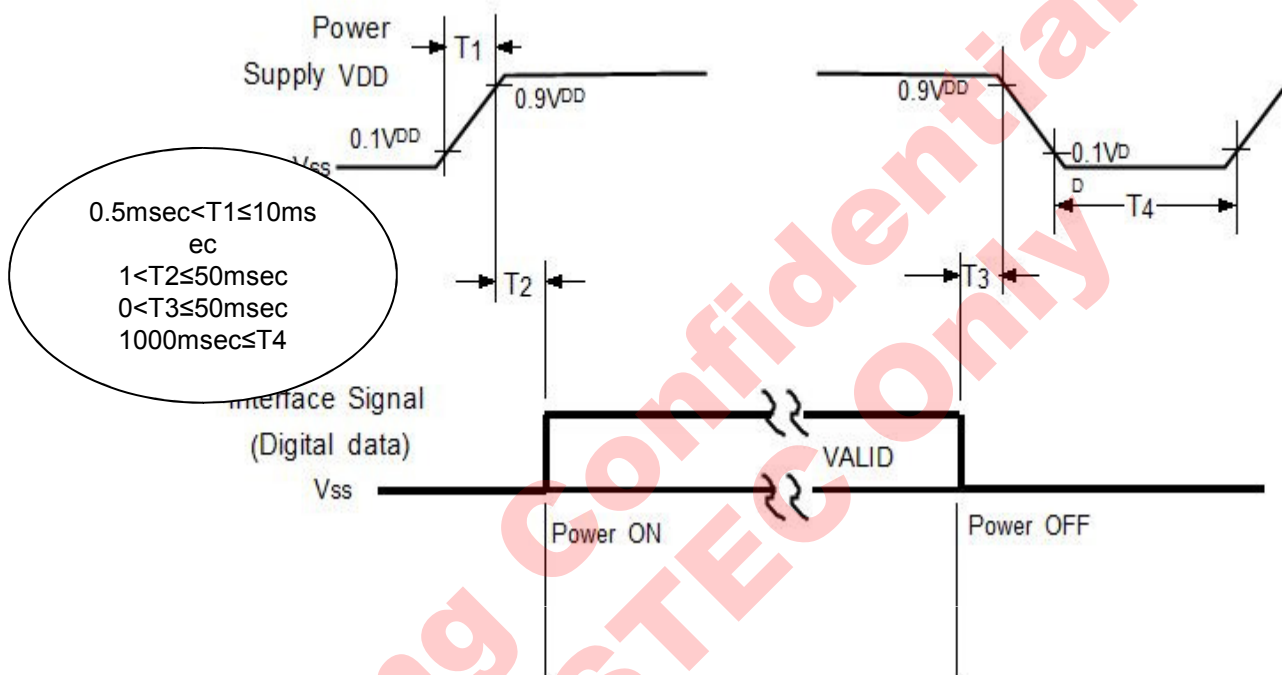 Power
Supply VDD
T1
0.9VDD
0.9VDD
0.1VDD
0.1VD
D
Vss
T4
0.5msec<T1≤10ms
ec
1<T2≤50msec
0<T3≤50msec
1000msec≤T4
T2
T3
Interface Signal
(Digital data)
VALID
Vss
Power ON
Power OFF
Confidential
STEC Only